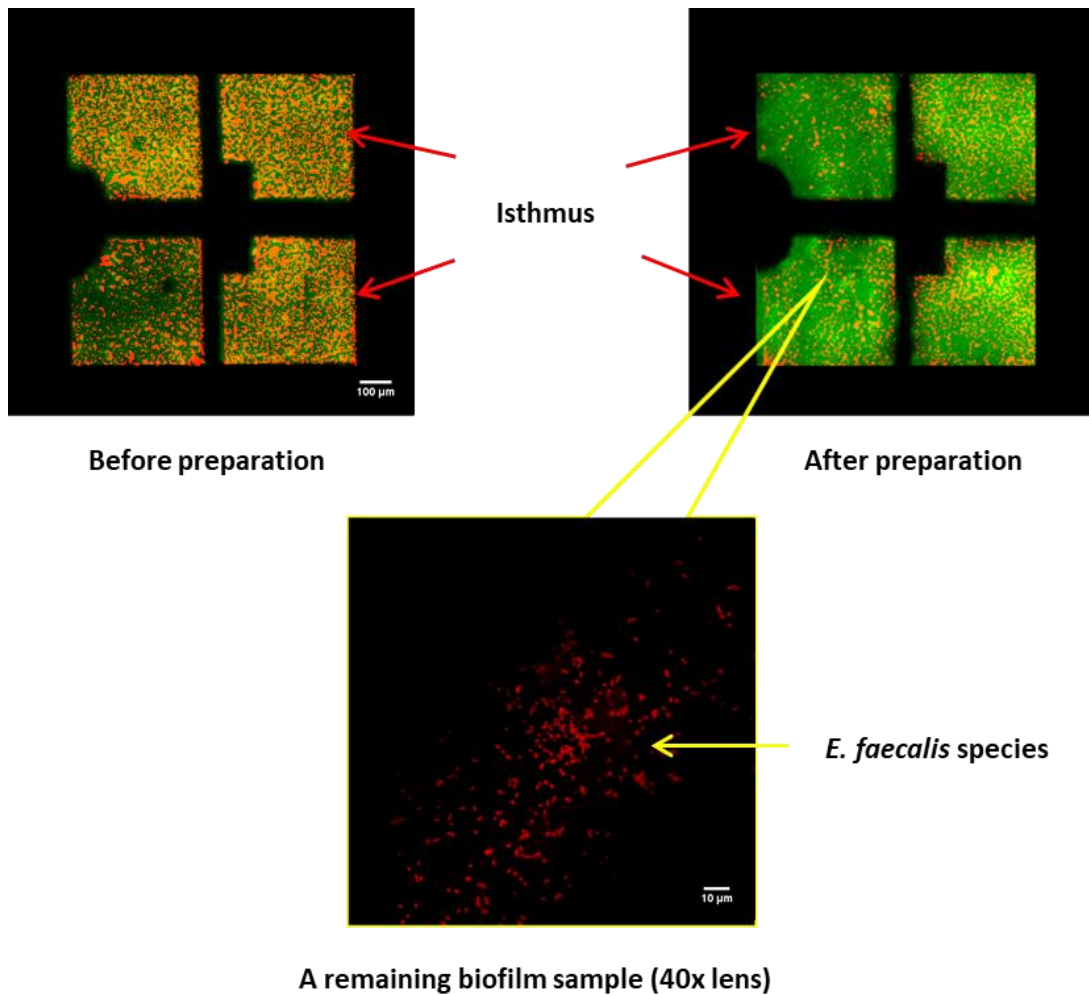 Isthmus
100 µm
Before preparation
After preparation
E. faecalis species
10 µm
A remaining biofilm sample (40x lens)